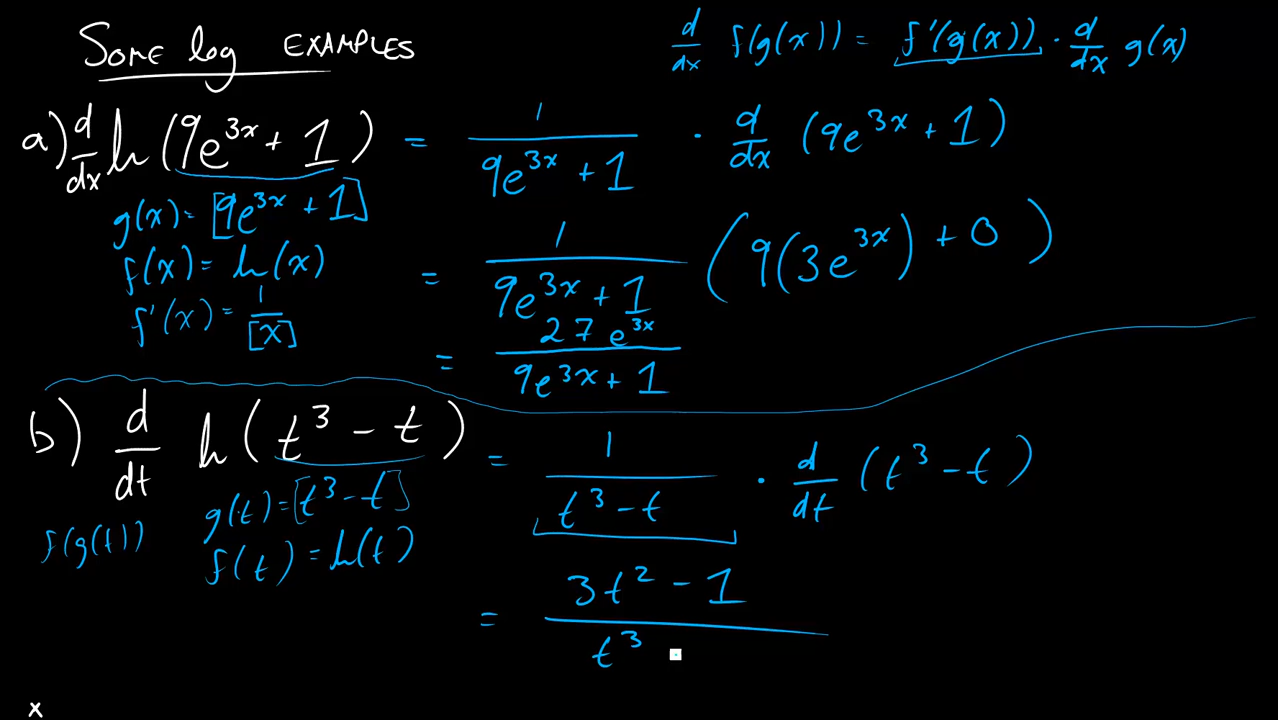 Some log EXAMPLES
d/dx f(g(x)) = f'(g(x)) · d/dx g(x)
a) d/dx ln(9e^{3x} + 1) = 1/(9e^{3x} + 1) · d/dx (9e^{3x} + 1)
g(x) = [9e^{3x} + 1]
f(x) = ln(x)
f'(x) = 1/[x]
= 1/(9e^{3x} + 1) (9(3e^{3x}) + 0)
= 27e^{3x}/(9e^{3x} + 1)
b) d/dt ln(t^3 - t) = 1/(t^3 - t) · d/dt (t^3 - t)
g(t) = [t^3 - t]
f(g(t)) f(t) = ln(t)
= (3t^2 - 1)/t^3
x